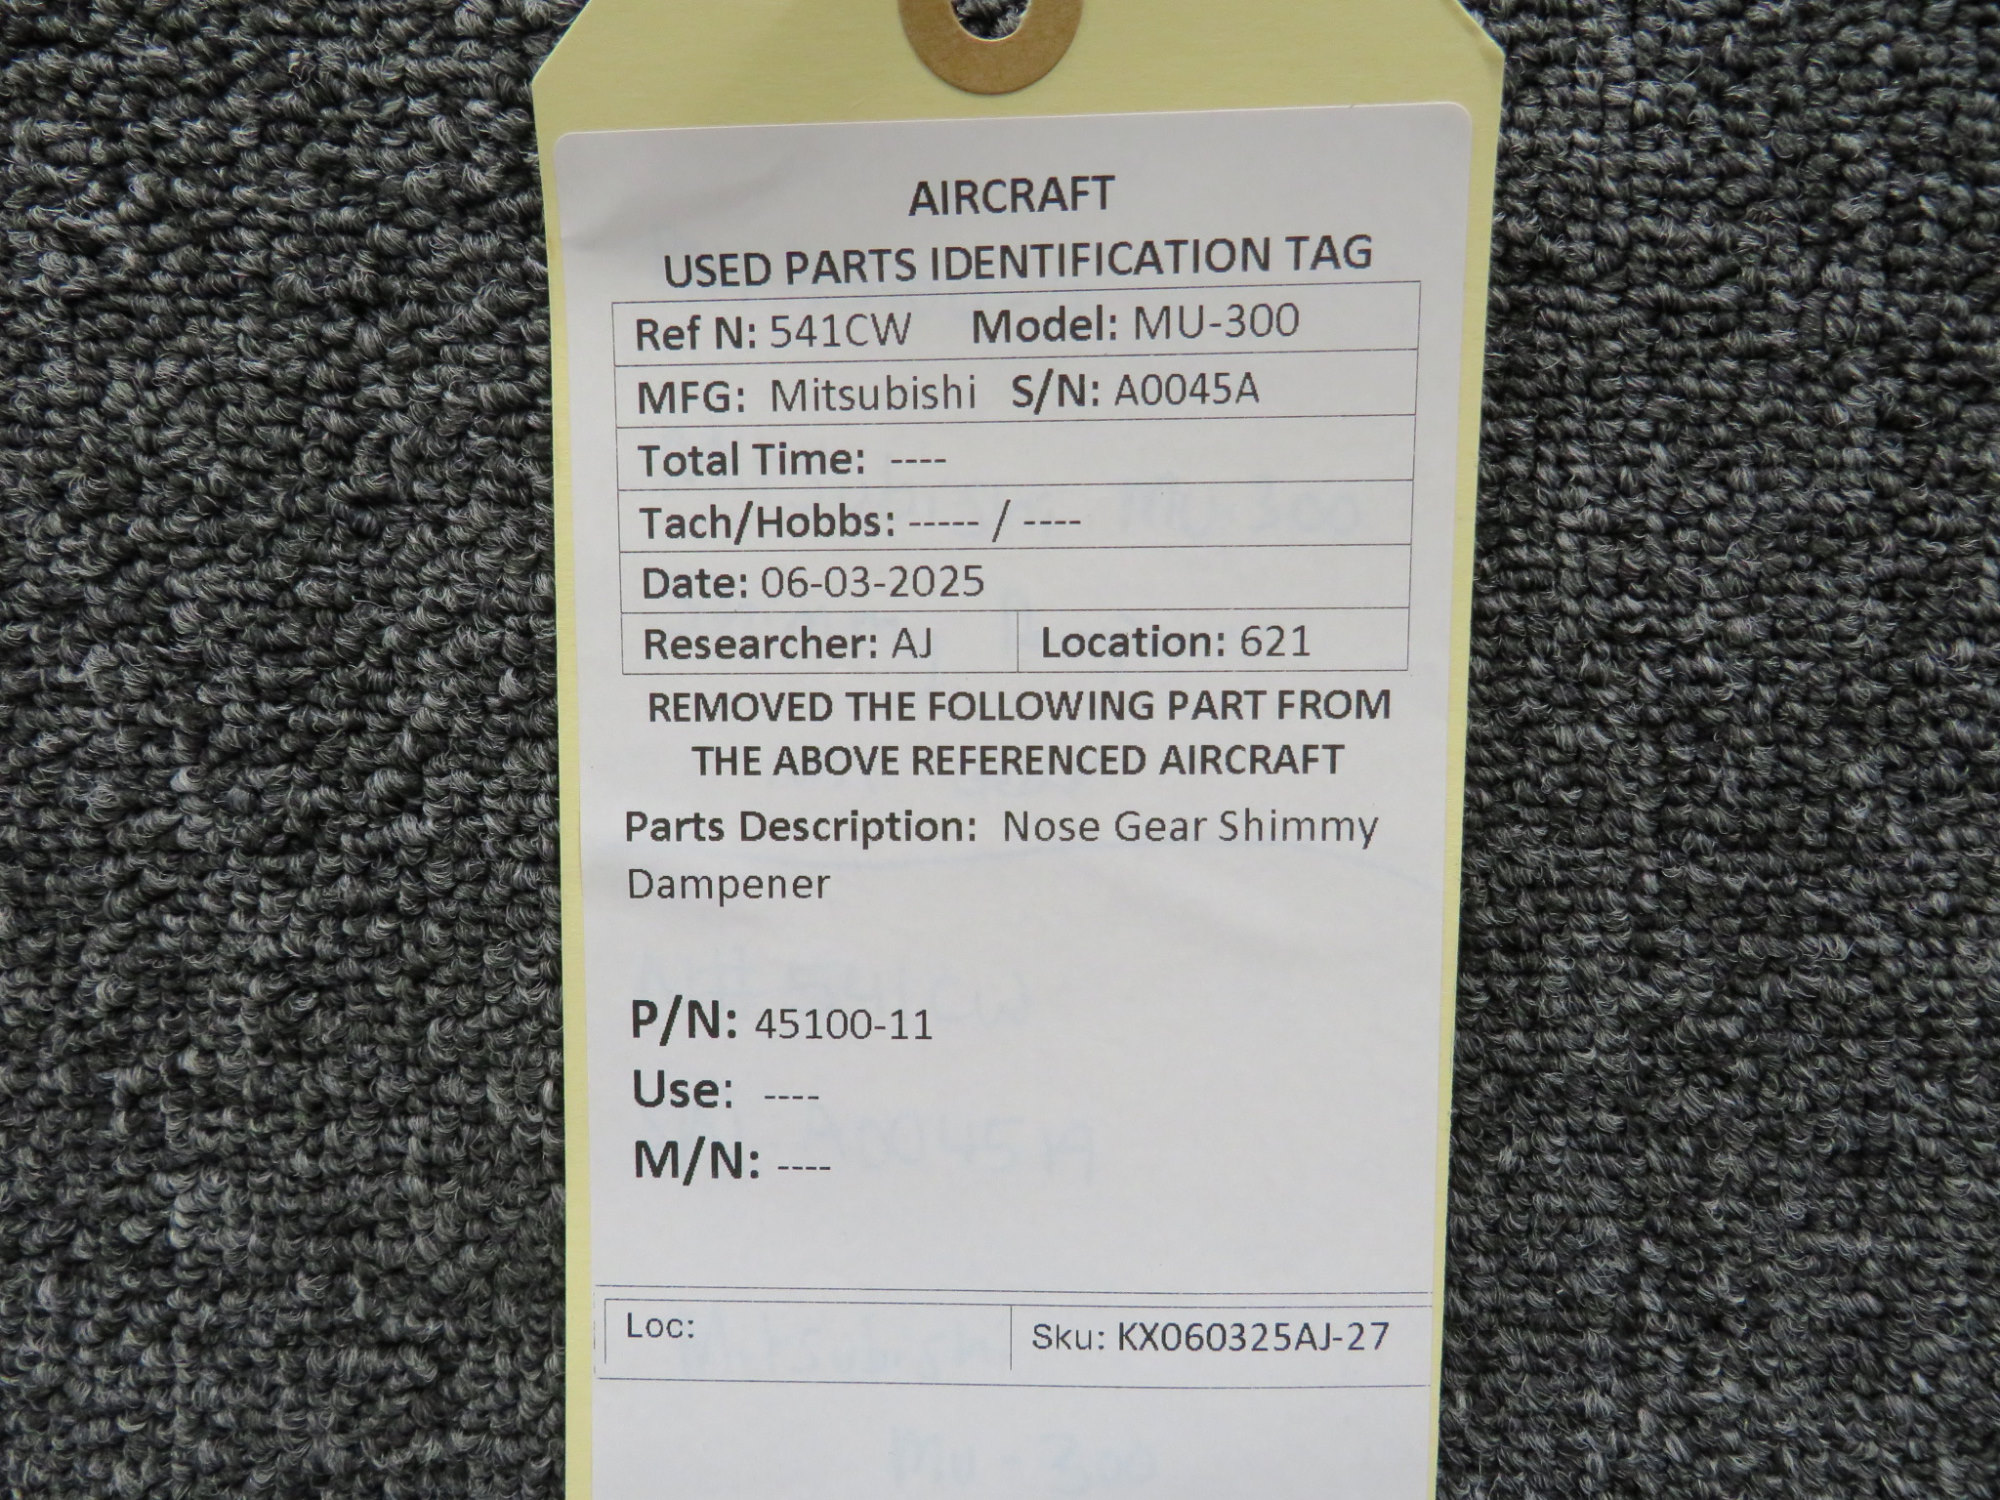 AIRCRAFT
USED PARTS IDENTIFICATION TAG
Ref N: 541CW Model: MU-300
MFG: Mitsubishi S/N: A0045A
Total Time: ----
Tach/Hobbs: ----- / ----
Date: 06-03-2025
Researcher: AJ Location: 621
REMOVED THE FOLLOWING PART FROM
THE ABOVE REFERENCED AIRCRAFT
Parts Description: Nose Gear Shimmy
Dampener
P/N: 45100-11
Use: ----
M/N: ----
Loc: Sku: KX060325AJ-27